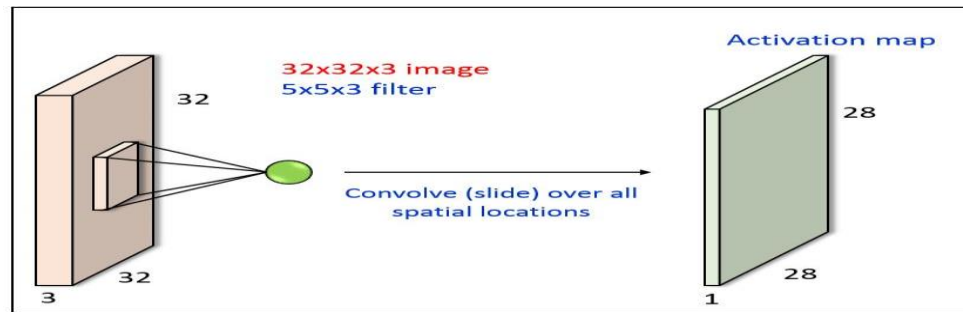 Activation map
32x32x3 image
5x5x3 filter
32
28
Convolve (slide) over all
spatial locations
32
3
28
1